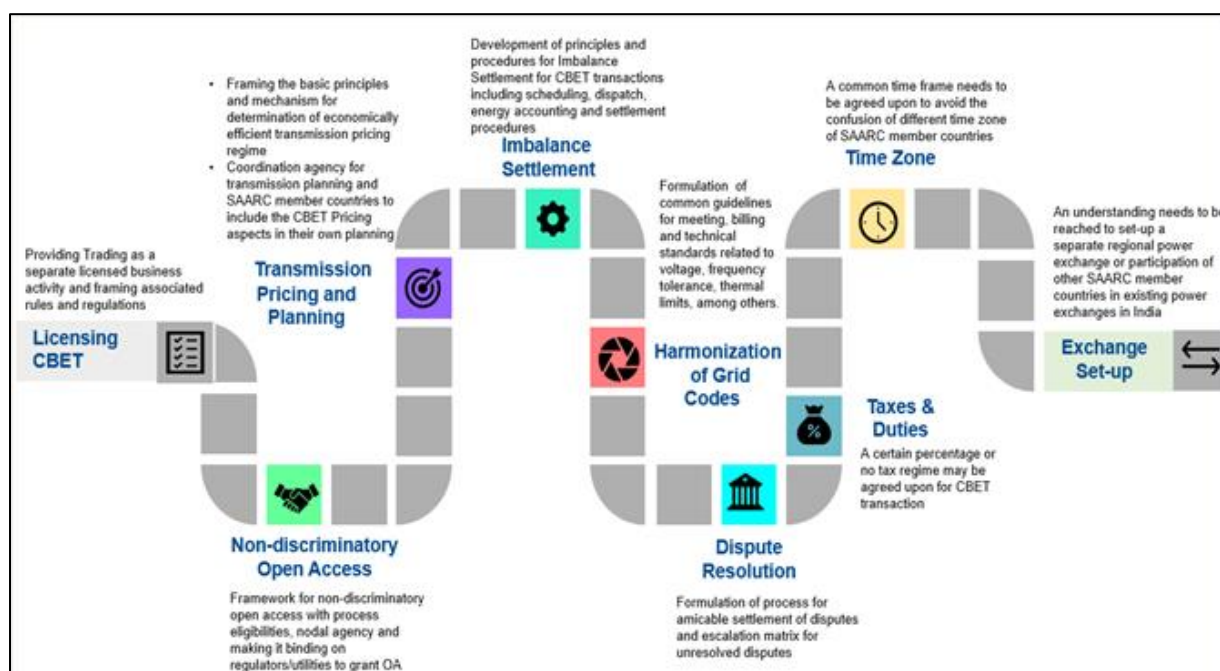 Providing Trading as a
separate licensed business
activity and framing associated
rules and regulations
Licensing
CBET
Non-discriminatory
Open Access
Framework for non-discriminatory
open access with process
eligibilities, nodal agency and
making it binding on
regulators/utilities to grant OA
• Framing the basic principles
and mechanism for
determination of economically
efficient transmission pricing
regime
• Coordination agency for
transmission planning and
SAARC member countries to
include the CBET Pricing
aspects in their own planning
Transmission
Pricing and
Planning
Development of principles and
procedures for Imbalance
Settlement for CBET transactions
including scheduling, dispatch,
energy accounting and settlement
procedures
Imbalance
Settlement
Formulation of
common guidelines
for meeting, billing
and technical
standards related to
voltage, frequency
tolerance, thermal
limits, among others.
Harmonization
of Grid
Codes
Dispute
Resolution
Formulation of process for
amicable settlement of disputes
and escalation matrix for
unresolved disputes
%
Taxes &
Duties
A certain percentage or
no tax regime may be
agreed upon for CBET
transaction
A common time frame needs to
be agreed upon to avoid the
confusion of different time zone
of SAARC member countries
Time Zone
An understanding needs to be
reached to set-up a
separate regional power
exchange or participation of
other SAARC member
countries in existing power
exchanges in India
Exchange
Set-up